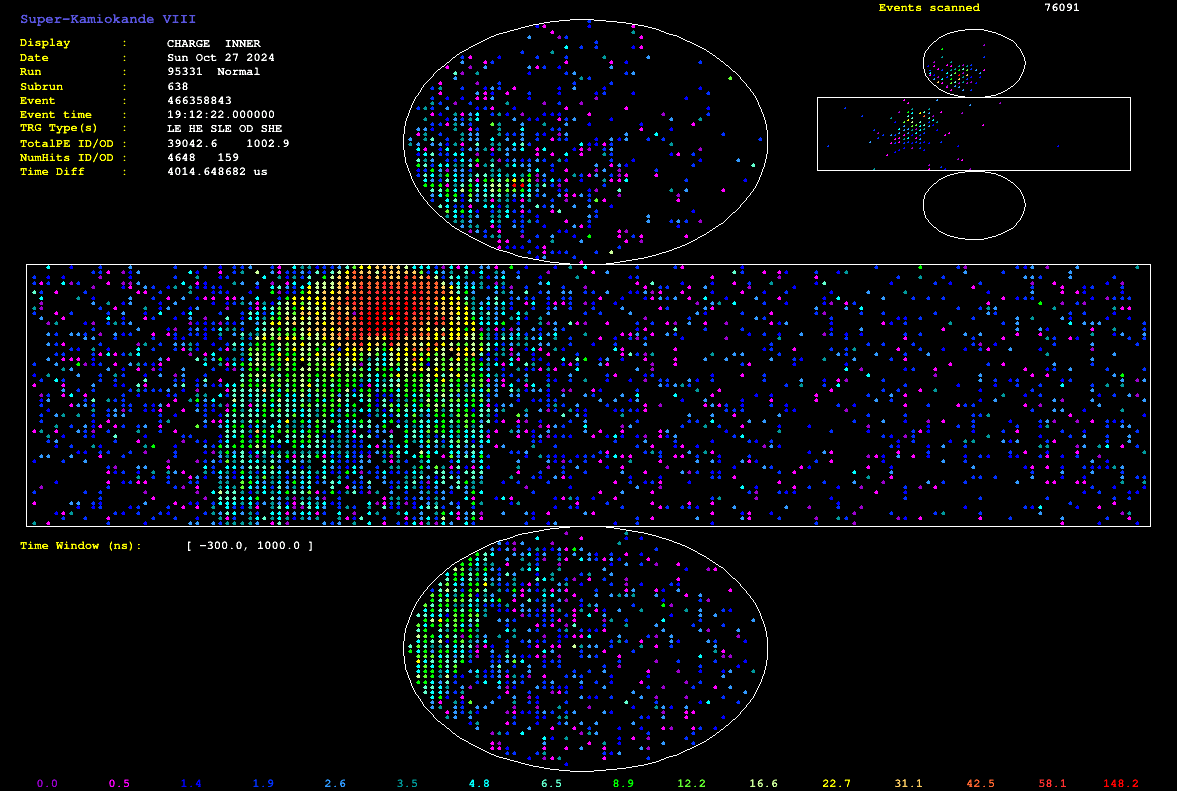 Super-Kamiokande VIII
Events scanned 76091
Display : CHARGE INNER
Date : Sun Oct 27 2024
Run : 95331 Normal
Subrun : 638
Event : 466358843
Event time : 19:12:22.000000
TRG Type(s) : LE HE SLE OD SHE
TotalPE ID/OD : 39042.6 1002.9
NumHits ID/OD : 4648 159
Time Diff : 4014.648682 us
Time Window (ns): [ -300.0, 1000.0 ]
0.0 0.5 1.4 1.9 2.6 3.5 4.8 6.5 8.9 12.2 16.6 22.7 31.1 42.5 58.1 148.2